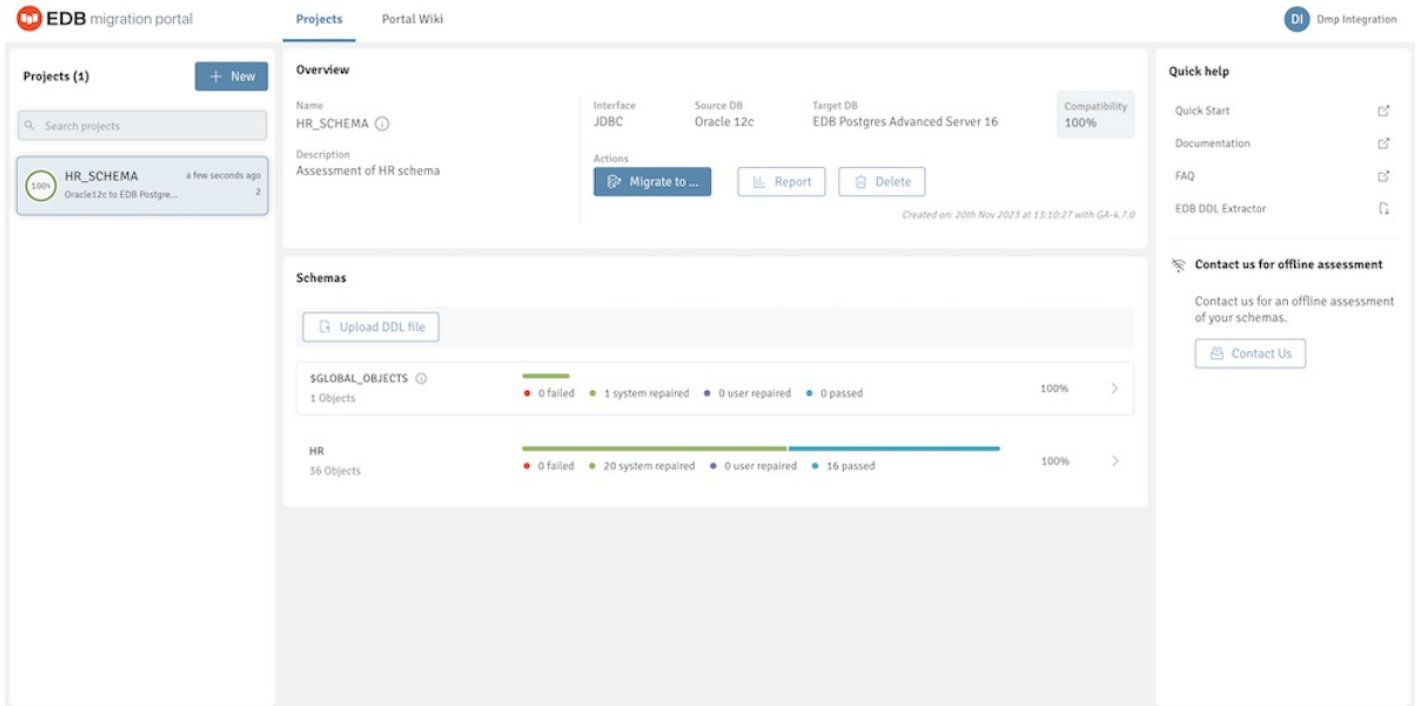 EDB migration portal
Projects
Portal Wiki
DI
Dmp Integration
Projects (1)
+ New
Search projects
100%
HR_SCHEMA
a few seconds ago
Oracle12c to EDB Postgre...
2
Overview
Name
HR_SCHEMA
Description
Assessment of HR schema
Interface
JDBC
Source DB
Oracle 12c
Target DB
EDB Postgres Advanced Server 16
Compatibility
100%
Actions
Migrate to ...
Report
Delete
Created on: 20th Nov 2023 at 13:10:27 with GA-4.7.0
Schemas
Upload DDL file
$GLOBAL_OBJECTS
1 Objects
0 failed 1 system repaired 0 user repaired 0 passed
100%
HR
36 Objects
0 failed 20 system repaired 0 user repaired 16 passed
100%
Quick help
Quick Start
Documentation
FAQ
EDB DDL Extractor
Contact us for offline assessment
Contact us for an offline assessment
of your schemas.
Contact Us